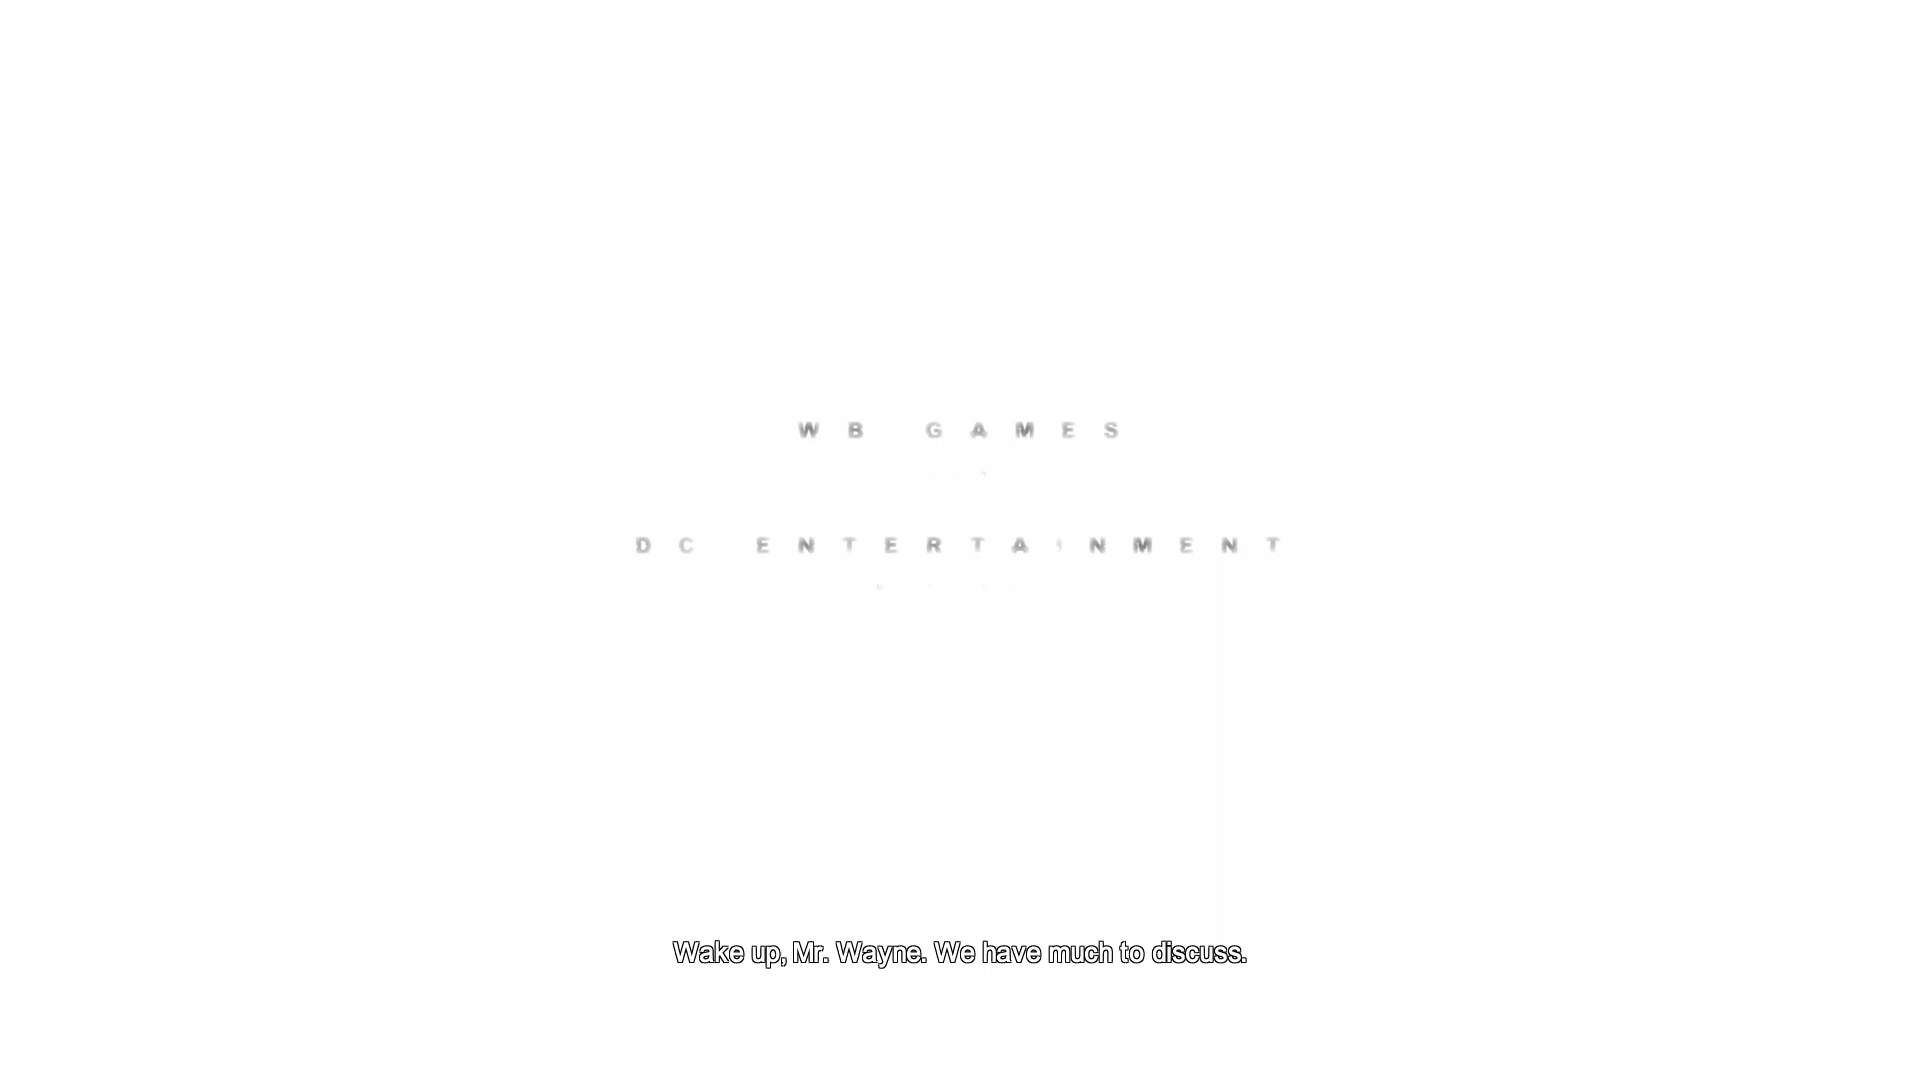 WB GAMES
DC ENTERTAINMENT
Wake up, Mr. Wayne. We have much to discuss.